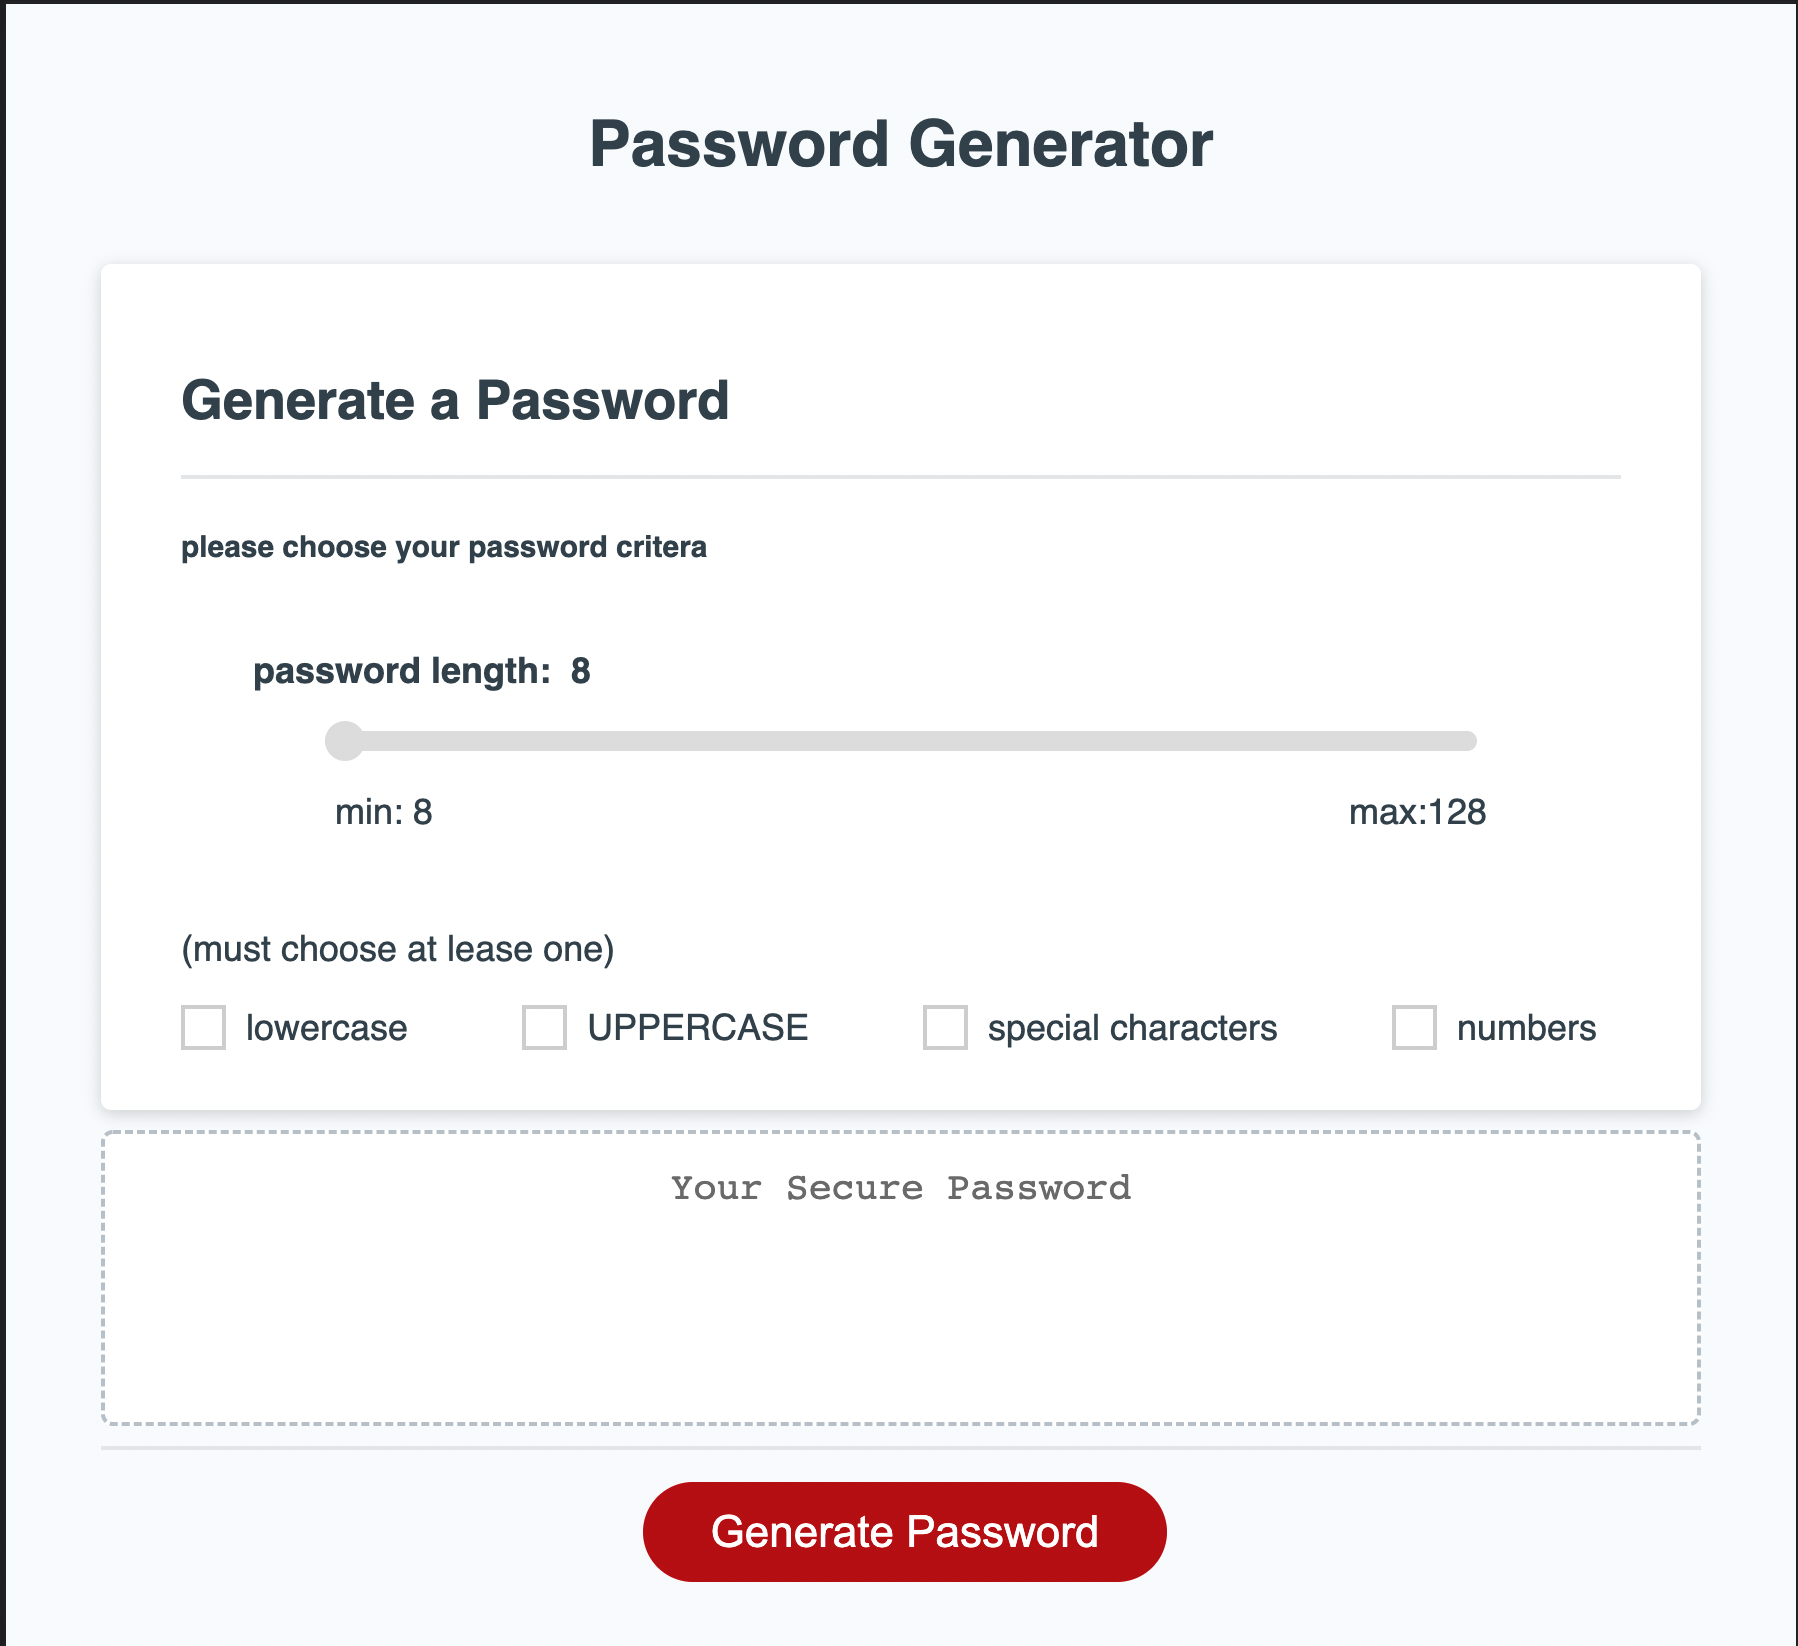 Password Generator
Generate a Password
please choose your password critera
password length: 8
min: 8 max:128
(must choose at lease one)
lowercase UPPERCASE special characters numbers
Your Secure Password
Generate Password